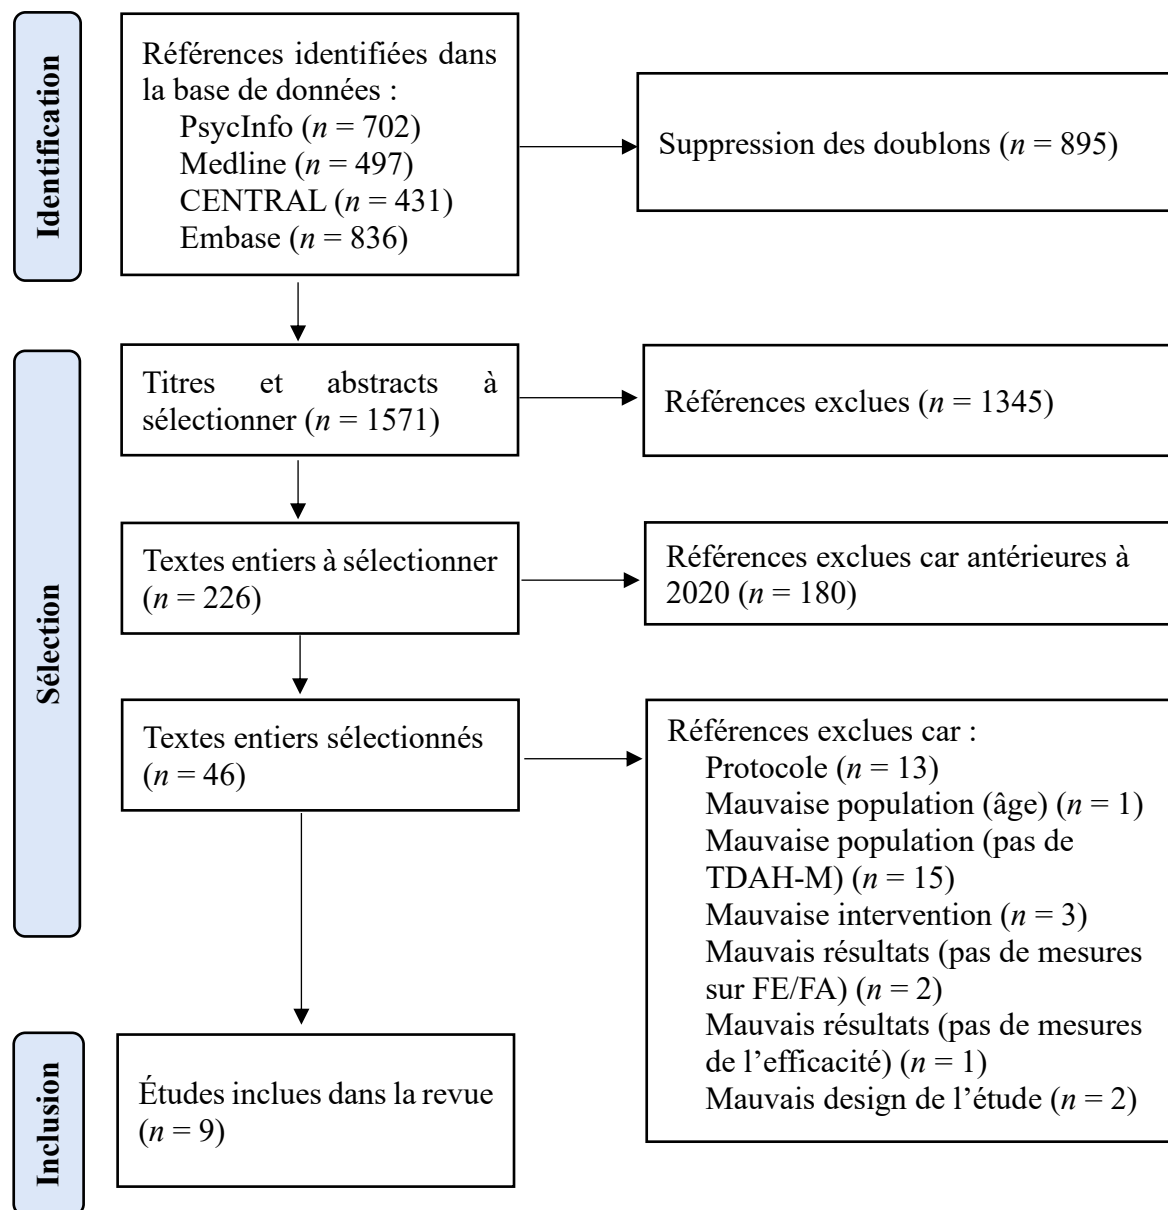 Identification
Références identifiées dans
la base de données :
PsycInfo (n = 702)
Medline (n = 497)
CENTRAL (n = 431)
Embase (n = 836)
Suppression des doublons (n = 895)
Sélection
Titres et abstracts à
sélectionner (n = 1571)
Références exclues (n = 1345)
Textes entiers à sélectionner
(n = 226)
Références exclues car antérieures à
2020 (n = 180)
Textes entiers sélectionnés
(n = 46)
Références exclues car :
Protocole (n = 13)
Mauvaise population (âge) (n = 1)
Mauvaise population (pas de
TDAH-M) (n = 15)
Mauvaise intervention (n = 3)
Mauvais résultats (pas de mesures
sur FE/FA) (n = 2)
Mauvais résultats (pas de mesures
de l’efficacité) (n = 1)
Mauvais design de l’étude (n = 2)
Inclusion
Études inclues dans la revue
(n = 9)